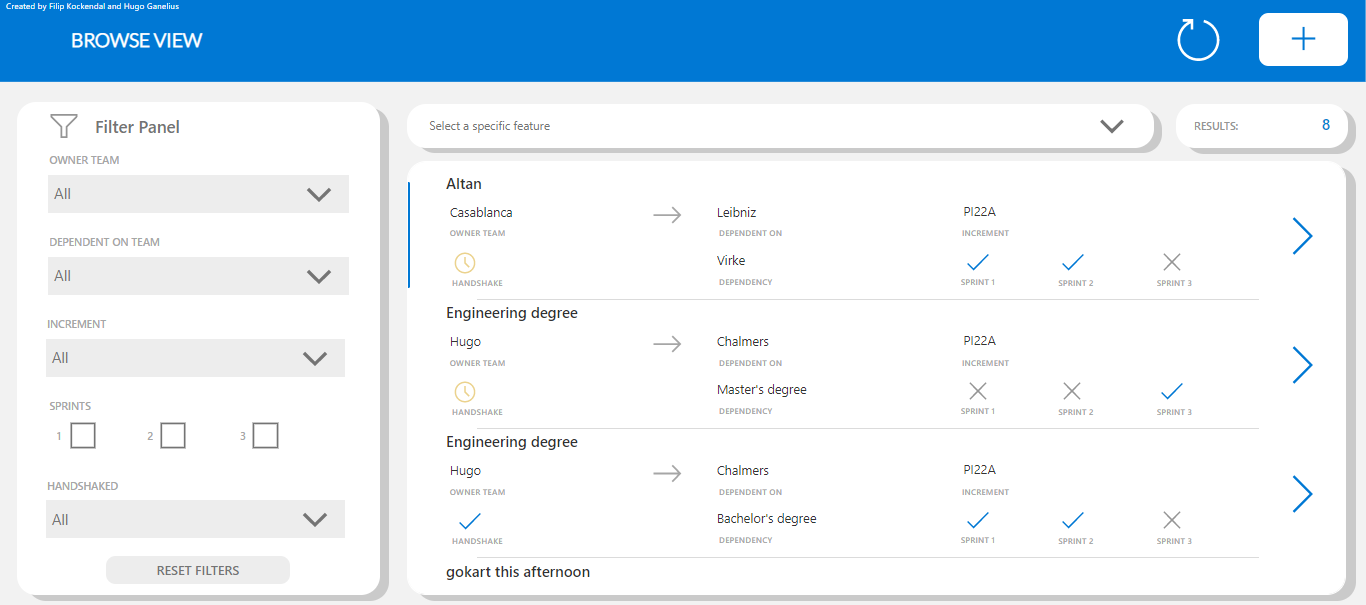 Created by Filip Kockendal and Hugo Ganelius
BROWSE VIEW
Filter Panel
OWNER TEAM
All
DEPENDENT ON TEAM
All
INCREMENT
All
SPRINTS
1 2 3
HANDSHAKED
All
RESET FILTERS
Select a specific feature
RESULTS: 8
Altan
Casablanca Leibniz PI22A
OWNER TEAM DEPENDENT ON INCREMENT
Virke
HANDSHAKE DEPENDENCY SPRINT 1 SPRINT 2 SPRINT 3
Engineering degree
Hugo Chalmers PI22A
OWNER TEAM DEPENDENT ON INCREMENT
Master's degree
HANDSHAKE DEPENDENCY SPRINT 1 SPRINT 2 SPRINT 3
Engineering degree
Hugo Chalmers PI22A
OWNER TEAM DEPENDENT ON INCREMENT
Bachelor's degree
HANDSHAKE DEPENDENCY SPRINT 1 SPRINT 2 SPRINT 3
gokart this afternoon